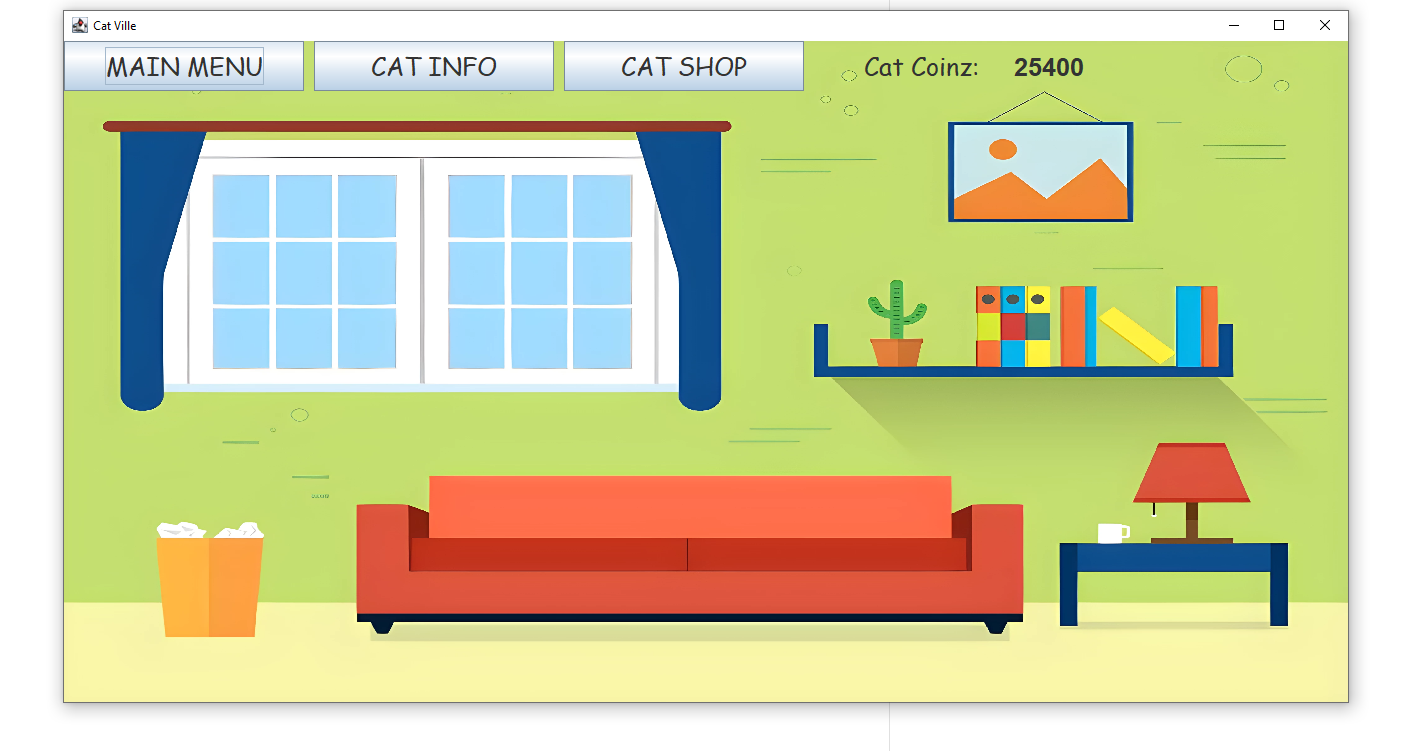 Cat Ville
MAIN MENU CAT INFO CAT SHOP Cat Coinz: 25400